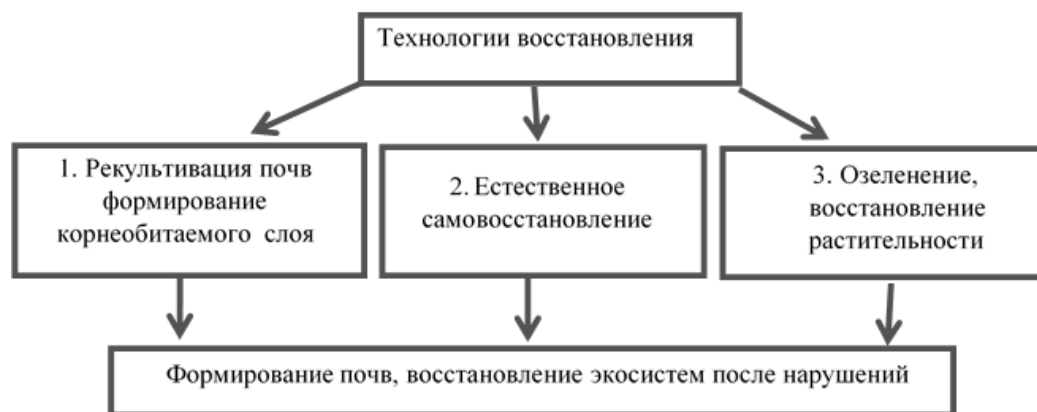 Технологии восстановления
1. Рекультивация почв
формирование
корнеобитаемого слоя
2. Естественное
самовосстановление
3. Озеленение,
восстановление
растительности
Формирование почв, восстановление экосистем после нарушений